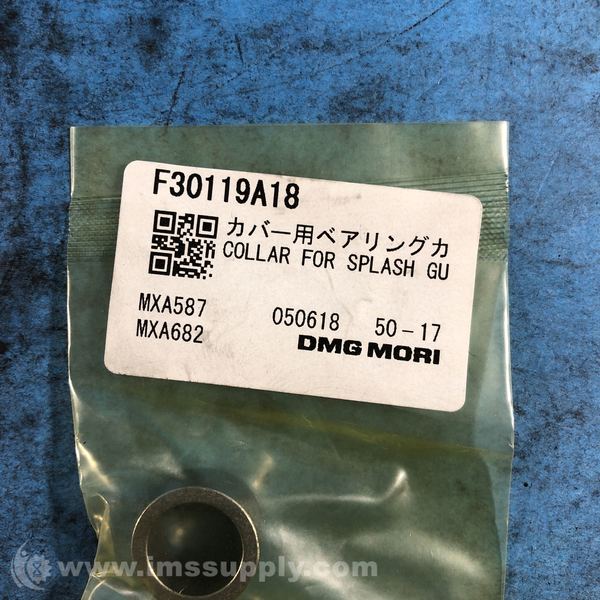 F30119A18
カバー用ベアリングカ
COLLAR FOR SPLASH GU
MXA587 050618 50-17
MXA682 DMG MORI
www.imssupply.com